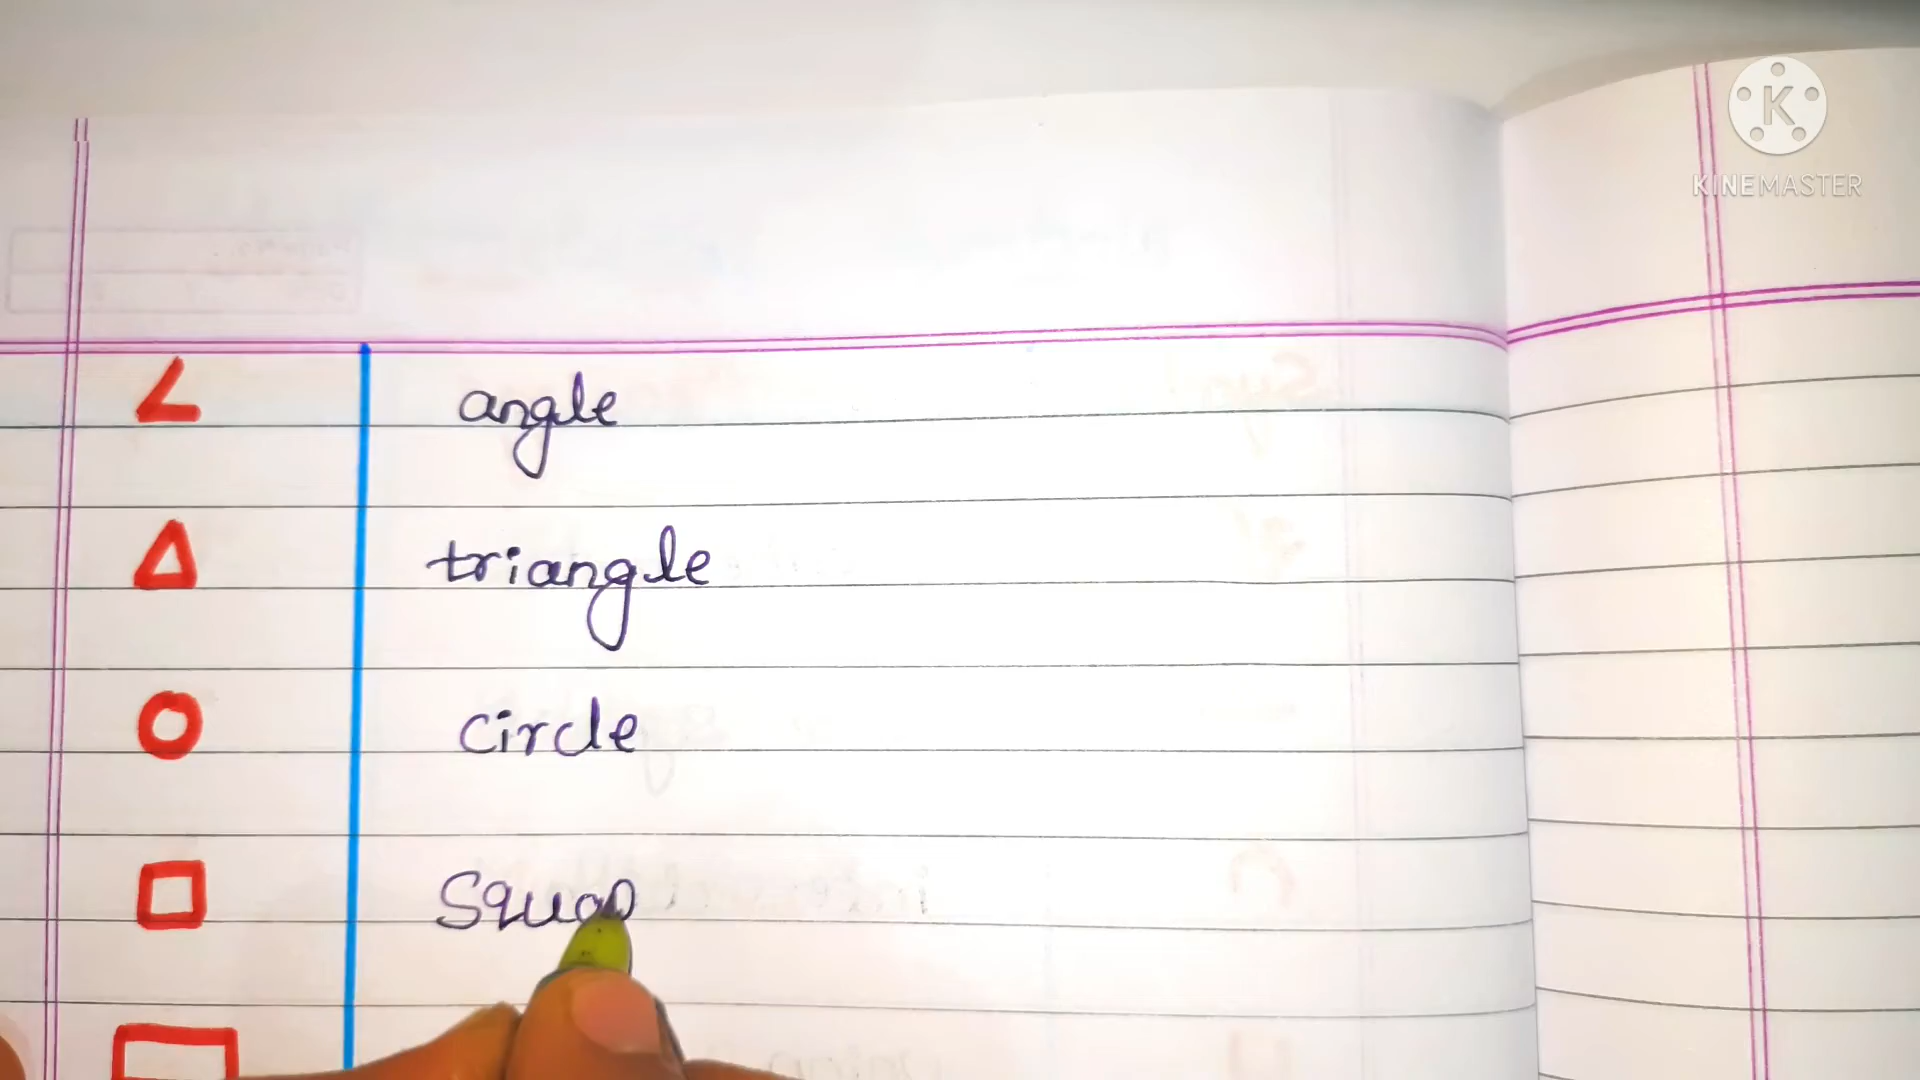 K
KINEMASTER
∠ angle
△ triangle
○ circle
□ Squa